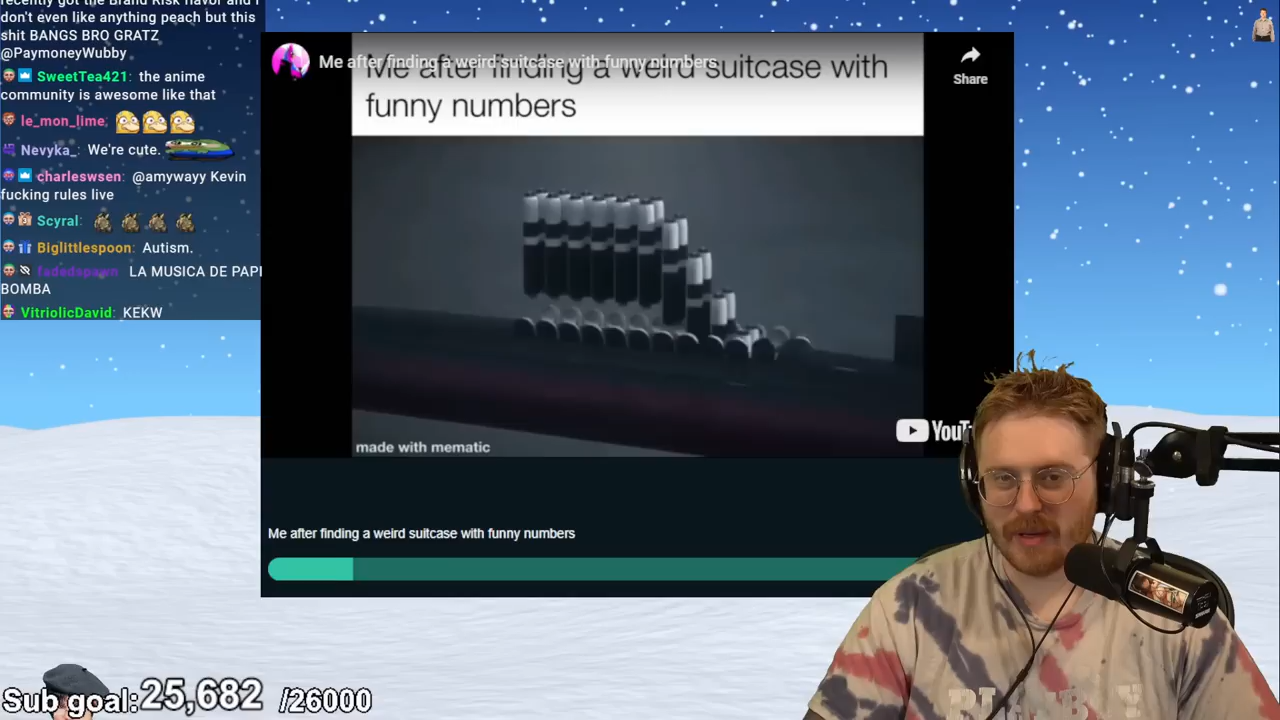 recently got the Brand Risk flavor and I
don't even like anything peach but this
shit BANGS BRO GRATZ
@PaymoneyWubby
SweetTea421: the anime
community is awesome like that
le_mon_lime:
Nevyka_: We're cute.
charleswsen: @amywayy Kevin
fucking rules live
Scyral:
Biglittlespoon: Autism.
fadedspawn LA MUSICA DE PAPI
BOMBA
VitriolicDavid: KEKW
Me after finding a weird suitcase with funny numbers
Share
Me after finding a weird suitcase with
funny numbers
made with mematic
YouT
Me after finding a weird suitcase with funny numbers
Sub goal: 25,682 /26000